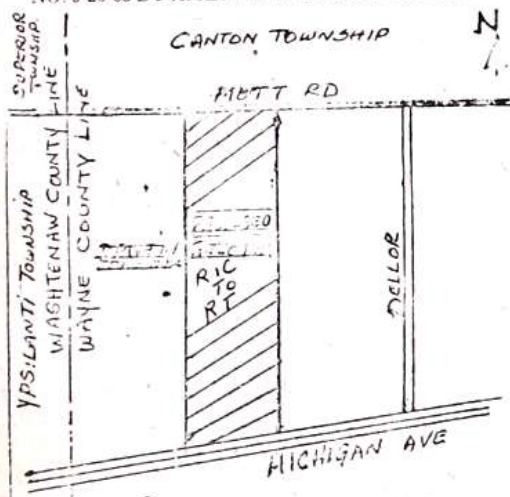 SUPERIOR
TOWNSHIP
CANTON TOWNSHIP
N
METT RD
YPSILANTI TOWNSHIP
WASHTENAW COUNTY LINE
WAYNE COUNTY LINE
R1C
TO
RT
DELLOR
MICHIGAN AVE